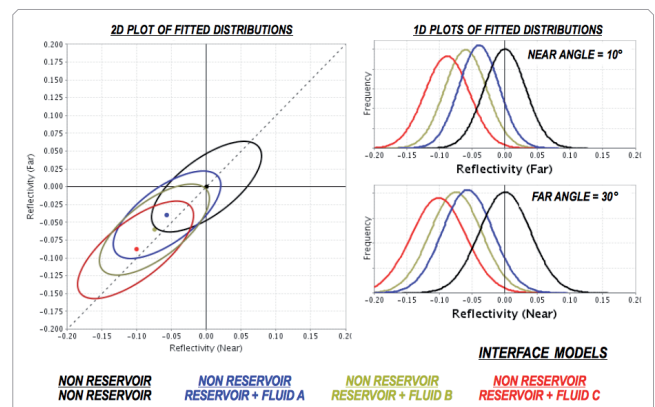 2D PLOT OF FITTED DISTRIBUTIONS
0.200
0.175
0.150
0.125
0.100
0.075
0.050
0.025
0.000
-0.025
-0.050
-0.075
-0.100
-0.125
-0.150
-0.175
-0.200
Reflectivity (Far)
-0.20 -0.15 -0.10 -0.05 0.00 0.05 0.10 0.15 0.20
Reflectivity (Near)
1D PLOTS OF FITTED DISTRIBUTIONS
NEAR ANGLE = 10°
Frequency
-0.20 -0.15 -0.10 -0.05 0.00 0.05 0.10 0.15 0.20
Reflectivity (Far)
FAR ANGLE = 30°
Frequency
-0.20 -0.15 -0.10 -0.05 0.00 0.05 0.10 0.15 0.20
Reflectivity (Near)
INTERFACE MODELS
NON RESERVOIR
NON RESERVOIR
NON RESERVOIR
RESERVOIR + FLUID A
NON RESERVOIR
RESERVOIR + FLUID B
NON RESERVOIR
RESERVOIR + FLUID C